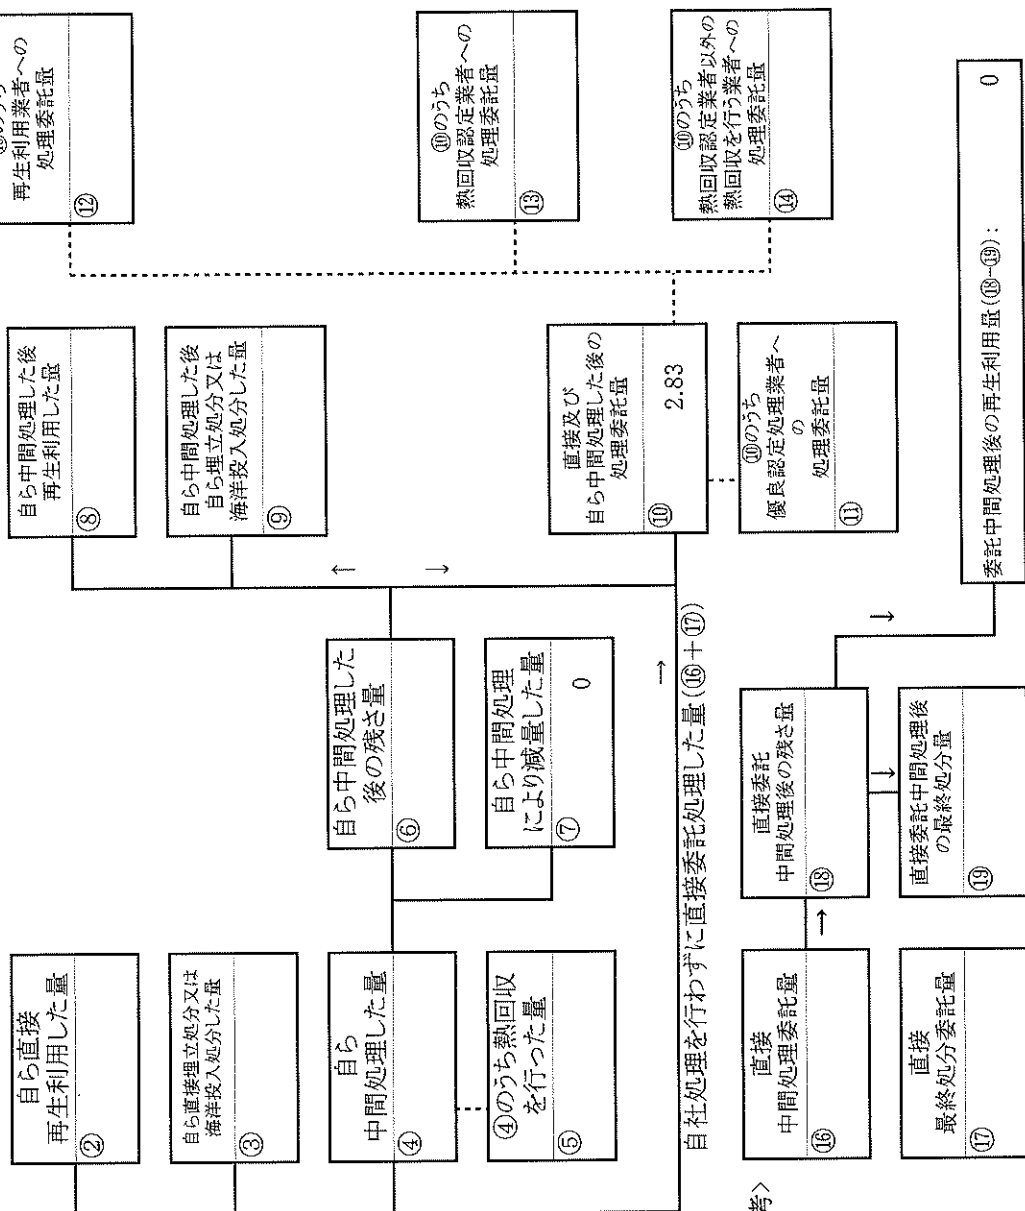 自ら直接
再生利用した量
②
自ら直接埋立処分又は
海洋投入処分した量
③
自ら
中間処理した量
④
④のうち熱回収
を行った量
⑤
自ら中間処理した
後の残さ量
⑥
自ら中間処理
により減量した量
⑦
0
自ら中間処理した後
再生利用した量
⑧
自ら中間処理した後
自ら埋立処分又は
海洋投入処分した量
⑨
直接及び
自ら中間処理した後の
処理委託量
⑩
2.83
⑩のうち
優良認定処理業者へ
の
処理委託量
⑪
再生利用業者への
処理委託量
⑫
⑩のうち
熱回収認定業者への
処理委託量
⑬
⑩のうち
熱回収認定業者以外の
熱回収を行う業者への
処理委託量
⑭
自社処理を行わずに直接委託処理した量(⑯+⑰)
考>
直接
中間処理委託量
⑯
直接
最終処分委託量
⑰
直接委託
中間処理後の残さ量
⑱
直接委託中間処理後
の最終処分量
⑲
委託中間処理後の再生利用量(⑱-⑲): 0